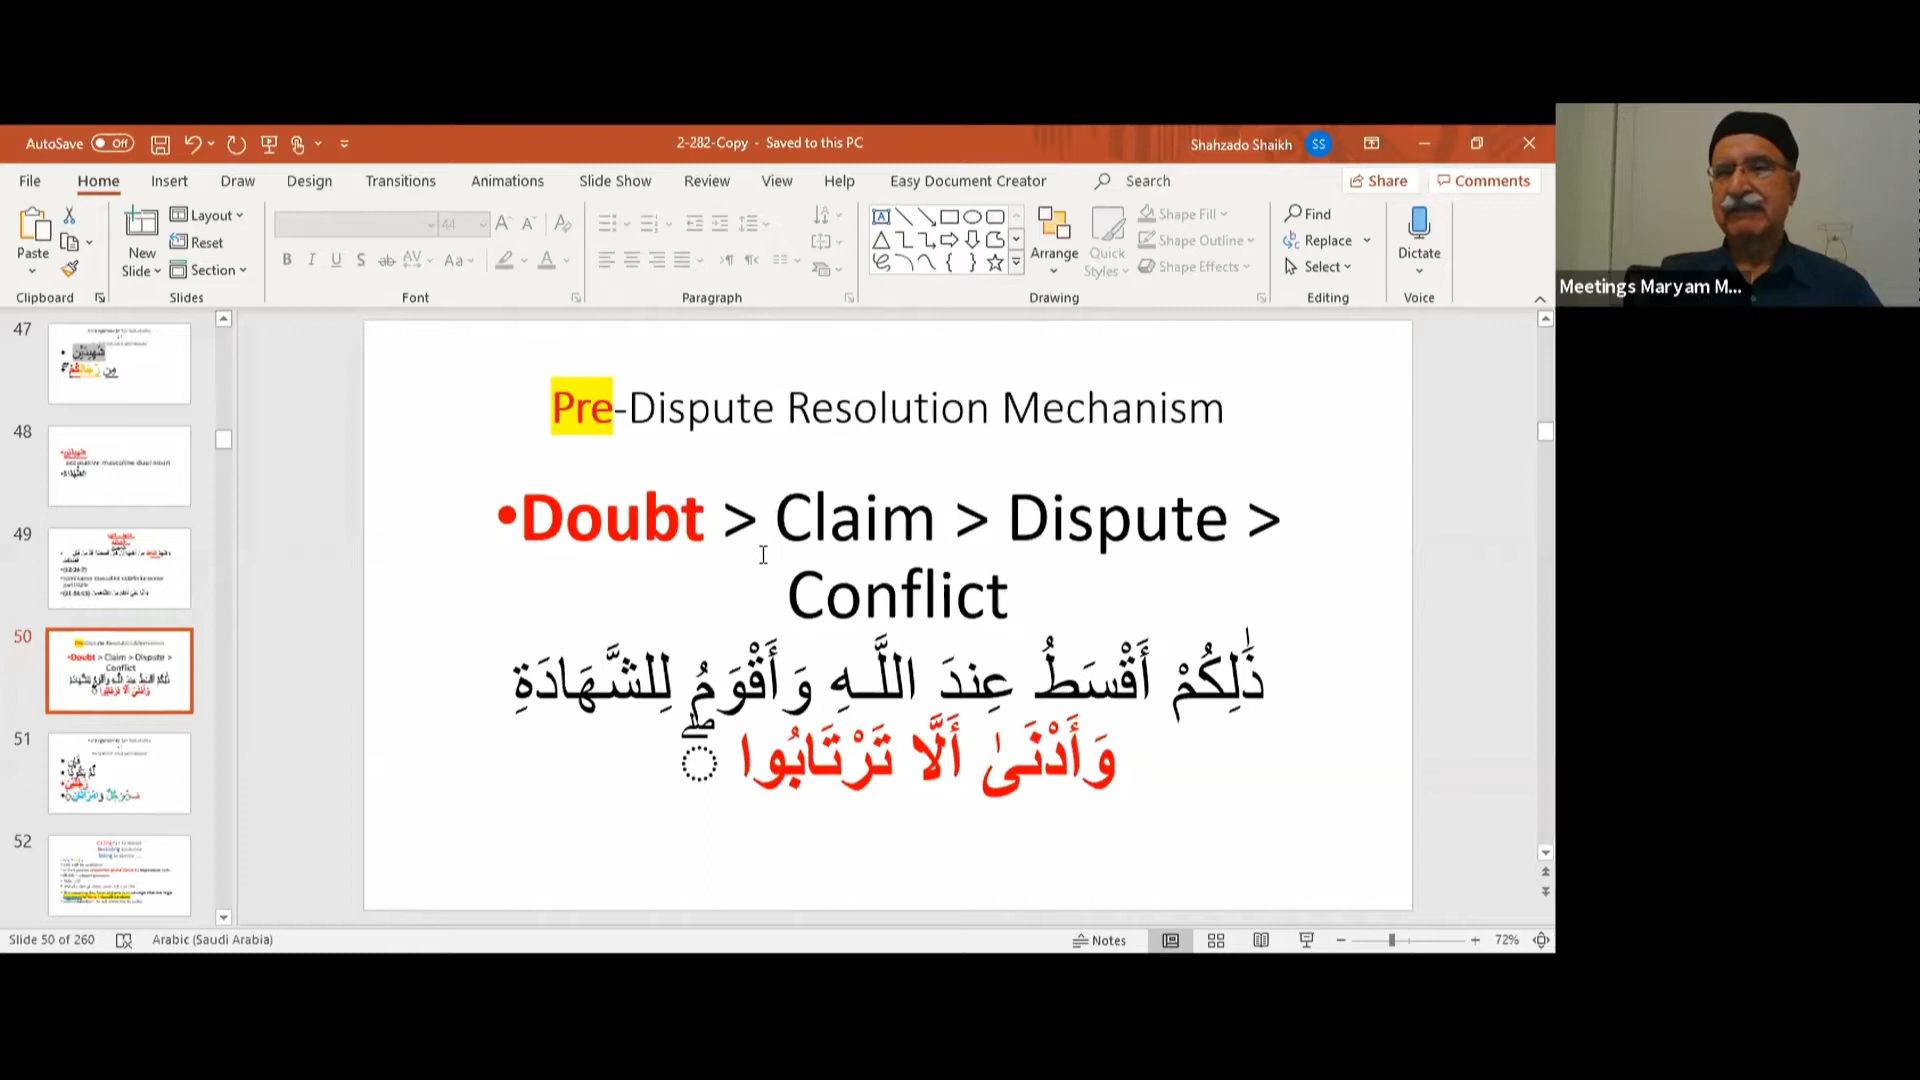 AutoSave Off 2-282-Copy - Saved to this PC Shahzado Shaikh SS
File Home Insert Draw Design Transitions Animations Slide Show Review View Help Easy Document Creator Search Share Comments
Paste New Slide Layout Reset Section 44 Arrange Quick Styles Shape Fill Shape Outline Shape Effects Find Replace Select Dictate
Clipboard Slides Font Paragraph Drawing Editing Voice
Meetings Maryam M...
47
48
49
50
51
52
Pre-Dispute Resolution Mechanism
•Doubt > Claim > Dispute >
Conflict
ذَٰلِكُمْ أَقْسَطُ عِندَ اللَّـهِ وَأَقْوَمُ لِلشَّهَادَةِ
وَأَدْنَىٰ أَلَّا تَرْتَابُوا ۖ
Slide 50 of 260 Arabic (Saudi Arabia) Notes 72%